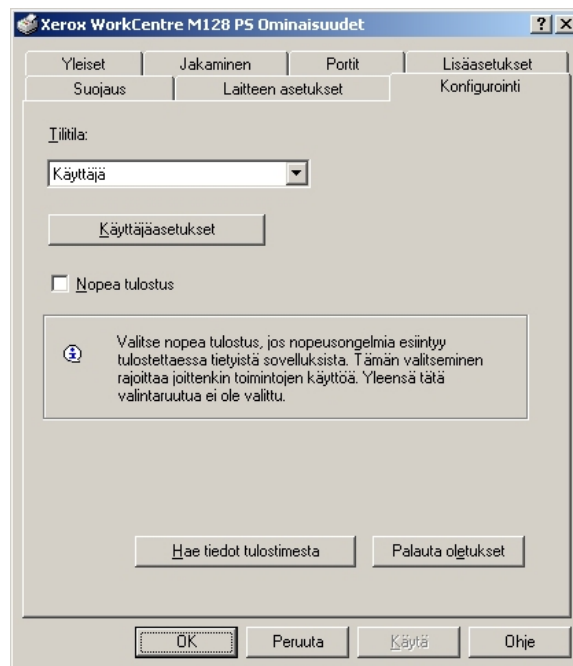 Xerox WorkCentre M128 PS Ominaisuudet
Yleiset Jakaminen Portit Lisäasetukset
Suojaus Laitteen asetukset Konfigurointi
Tilitila:
Käyttäjä
Käyttäjäasetukset
Nopea tulostus
Valitse nopea tulostus, jos nopeusongelmia esiintyy
tulostettaessa tietyistä sovelluksista. Tämän valitseminen
rajoittaa joittenkin toimintojen käyttöä. Yleensä tätä
valintaruutua ei ole valittu.
Hae tiedot tulostimesta Palauta oletukset
OK Peruuta Käytä Ohje